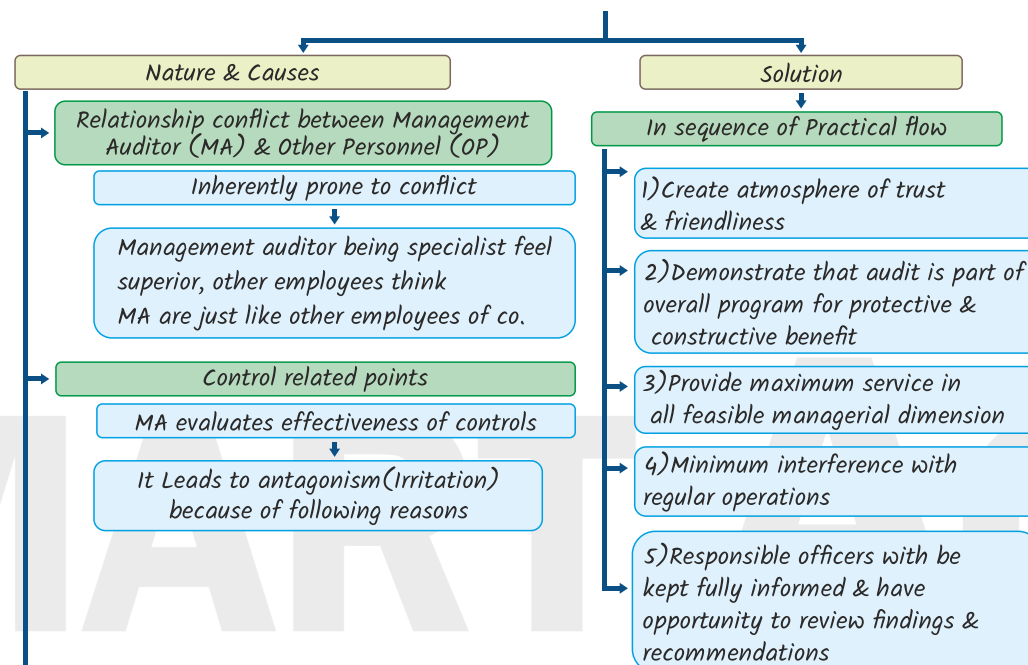 Nature & Causes
Relationship conflict between Management
Auditor (MA) & Other Personnel (OP)
Inherently prone to conflict
Management auditor being specialist feel
superior, other employees think
MA are just like other employees of co.
Control related points
MA evaluates effectiveness of controls
It Leads to antagonism(Irritation)
because of following reasons
Solution
In sequence of Practical flow
1)Create atmosphere of trust
& friendliness
2)Demonstrate that audit is part of
overall program for protective &
constructive benefit
3)Provide maximum service in
all feasible managerial dimension
4)Minimum interference with
regular operations
5)Responsible officers with be
kept fully informed & have
opportunity to review findings &
recommendations